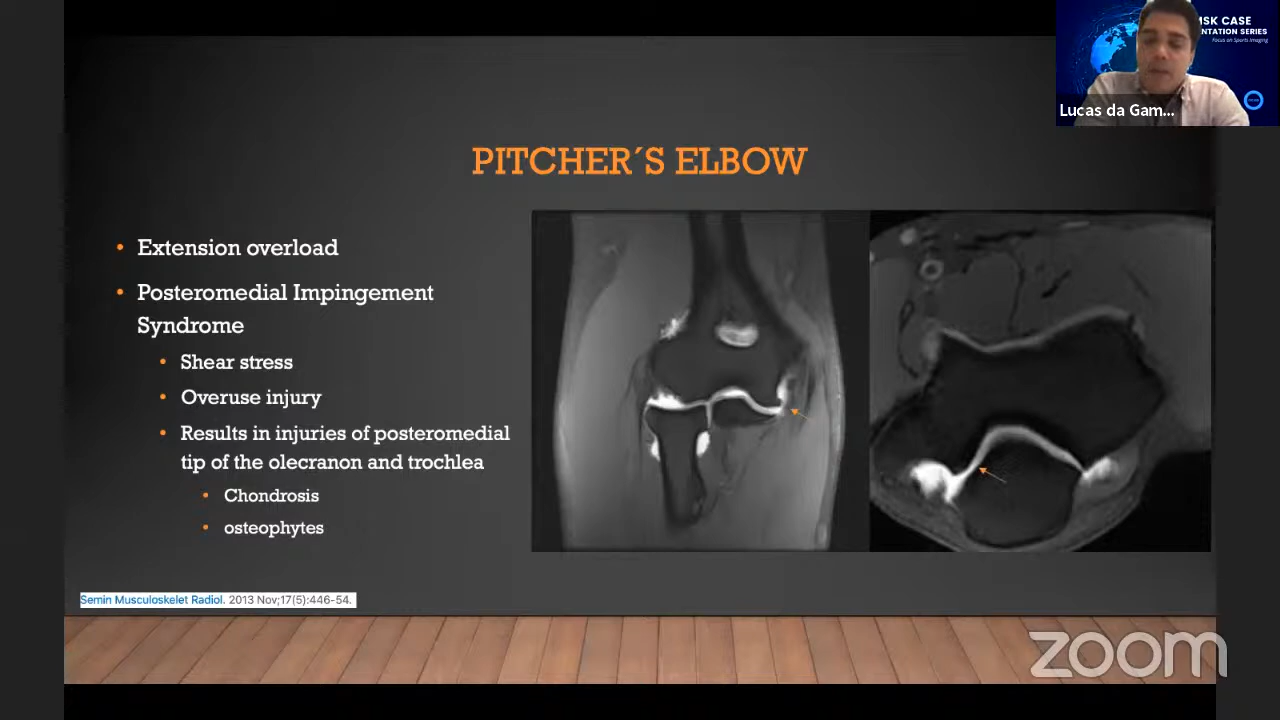 MSK CASE
NTATION SERIES
Focus on Sports Imaging
Lucas da Gam...
PITCHER´S ELBOW
• Extension overload
• Posteromedial Impingement
Syndrome
• Shear stress
• Overuse injury
• Results in injuries of posteromedial
tip of the olecranon and trochlea
• Chondrosis
• osteophytes
Semin Musculoskelet Radiol. 2013 Nov;17(5):446-54.
zoom